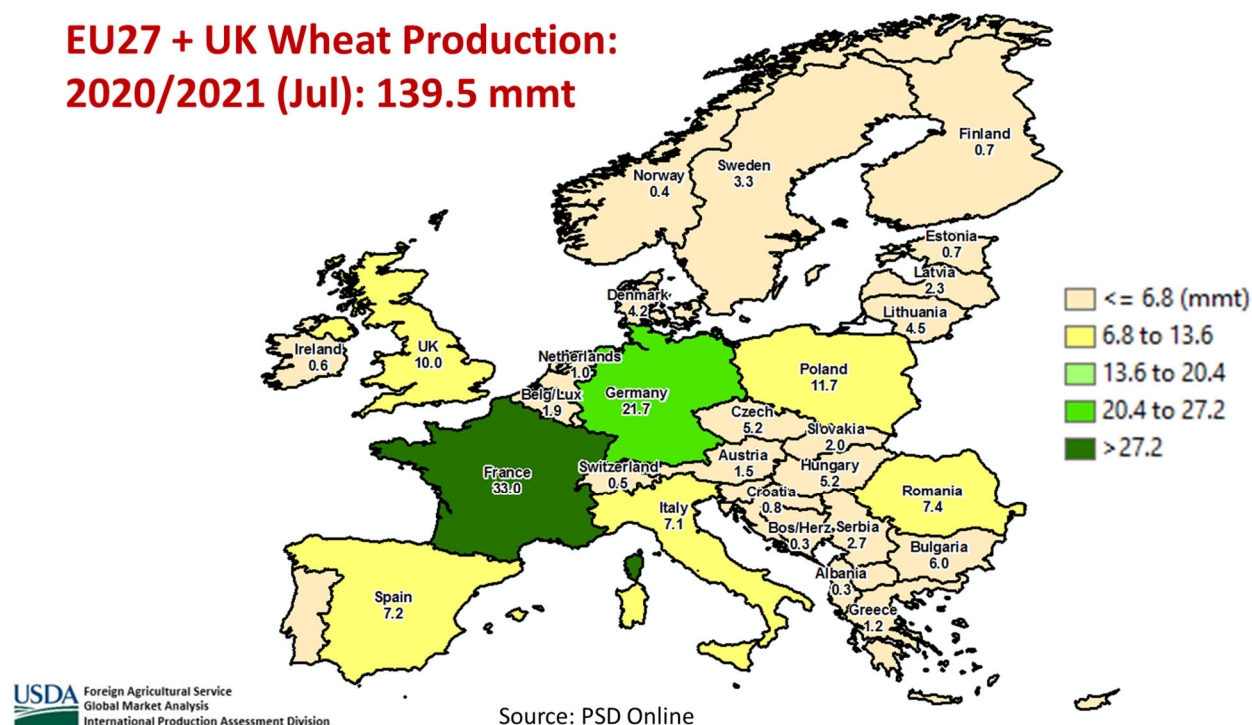 EU27 + UK Wheat Production:
2020/2021 (Jul): 139.5 mmt
Finland
0.7
Sweden
3.3
Norway
0.4
Estonia
0.7
Latvia
2.3
Lithuania
4.5
Denmark
4.2
Ireland
0.6
UK
10.0
Netherlands
1.0
Belg/Lux
1.9
Germany
21.7
Poland
11.7
Czech
5.2
Slovakia
2.0
Austria
1.5
Hungary
5.2
France
33.0
Switzerland
0.5
Italy
7.1
Croatia
0.8
Bos/Herz
0.3
Serbia
2.7
Romania
7.4
Bulgaria
6.0
Albania
0.3
Greece
1.2
Spain
7.2
<= 6.8 (mmt)
6.8 to 13.6
13.6 to 20.4
20.4 to 27.2
>27.2
USDA
Foreign Agricultural Service
Global Market Analysis
International Production Assessment Division
Source: PSD Online